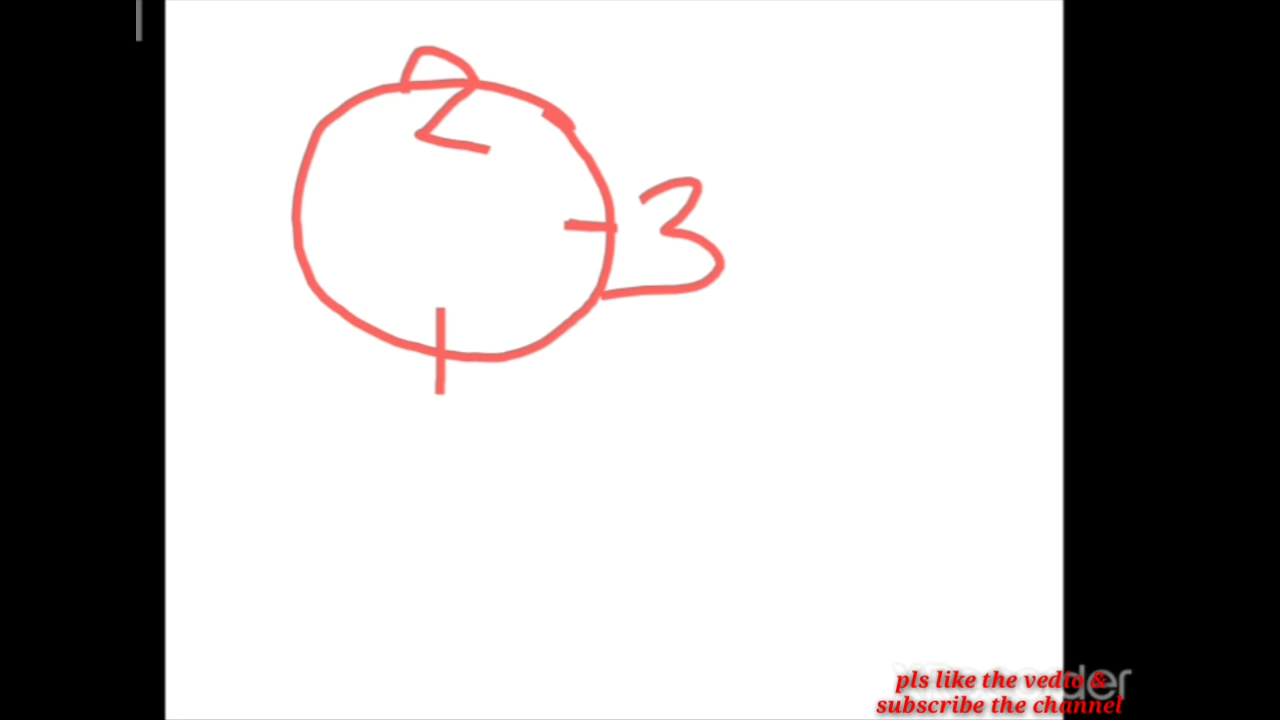 2
3
pls like the vedio &
subscribe the channel